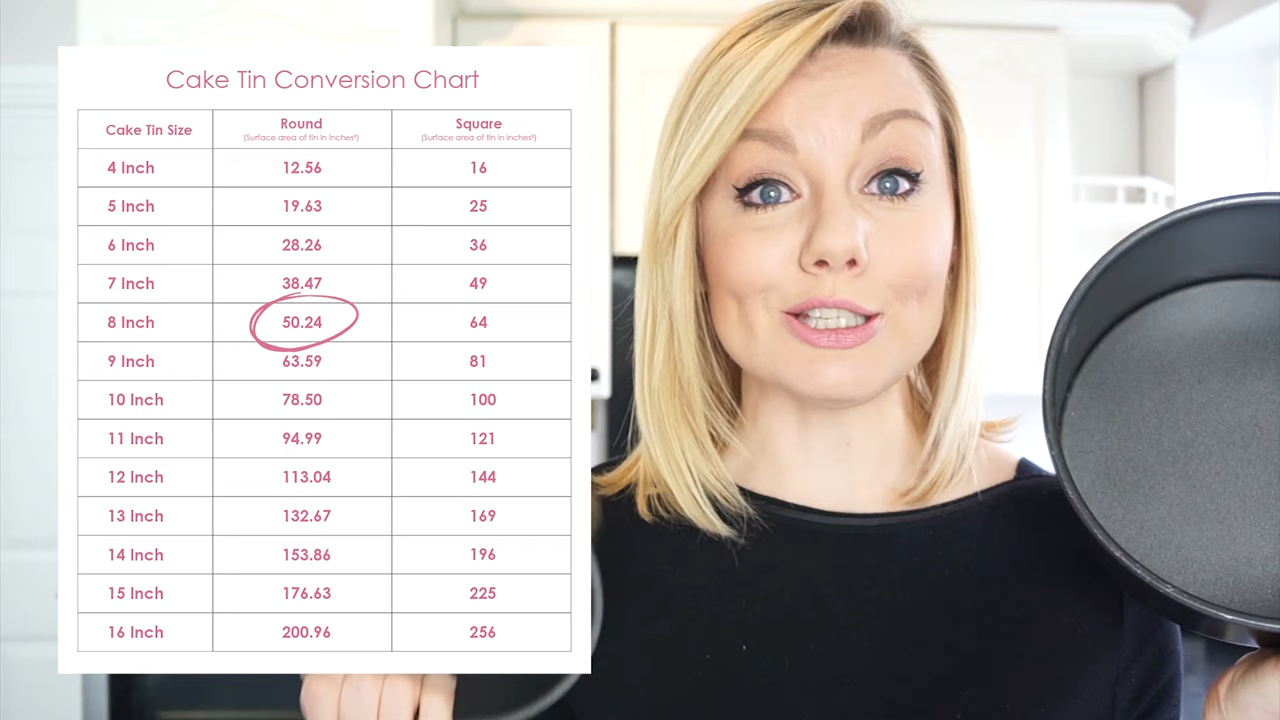 Cake Tin Conversion Chart
Cake Tin Size Round Square
(Surface area of tin in inches²) (Surface area of tin in inches²)
4 Inch 12.56 16
5 Inch 19.63 25
6 Inch 28.26 36
7 Inch 38.47 49
8 Inch 50.24 64
9 Inch 63.59 81
10 Inch 78.50 100
11 Inch 94.99 121
12 Inch 113.04 144
13 Inch 132.67 169
14 Inch 153.86 196
15 Inch 176.63 225
16 Inch 200.96 256